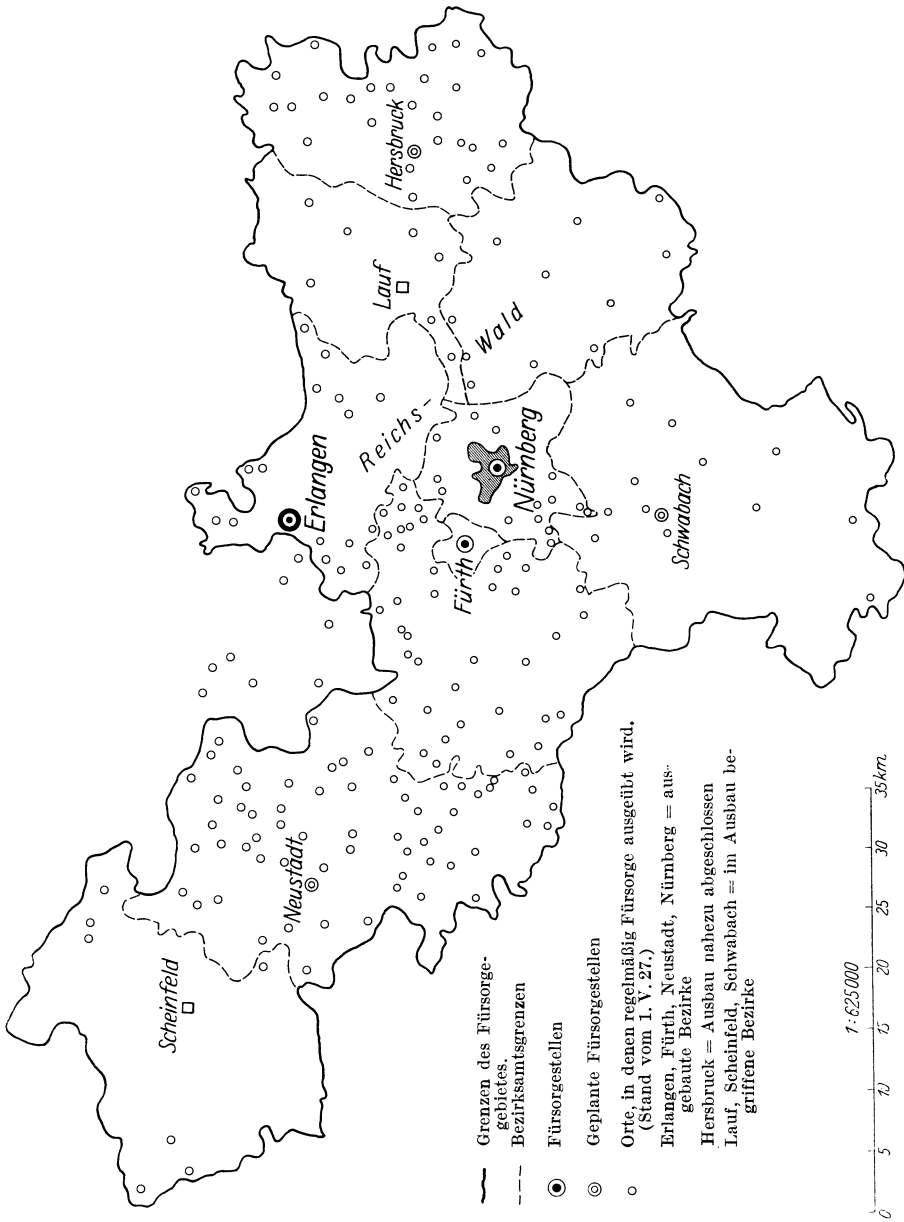 Scheinfeld
Neustadt
Erlangen
Reichs-
Wald
Lauf
Hersbruck
Fürth
Nürnberg
Schwabach
Grenzen des Fürsorge-
gebietes.
Bezirksamtsgrenzen
Fürsorgestellen
Geplante Fürsorgestellen
Orte, in denen regelmäßig Fürsorge ausgeübt wird.
(Stand vom 1. V. 27.)
Erlangen, Fürth, Neustadt, Nürnberg = aus-
gebaute Bezirke
Hersbruck = Ausbau nahezu abgeschlossen
Lauf, Scheinfeld, Schwabach = im Ausbau be-
griffene Bezirke
1:625000
0 5 10 15 20 25 30 35km.